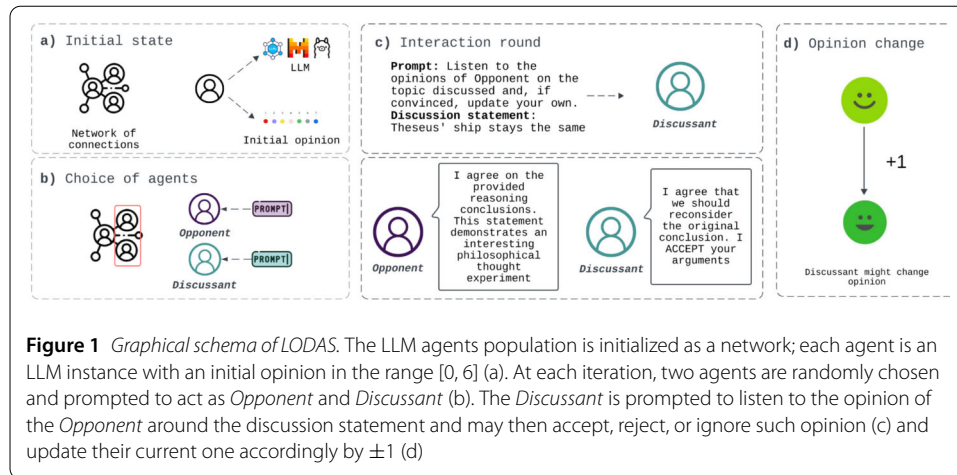 a) Initial state
LLM
Network of
connections
Initial opinion
b) Choice of agents
PROMPT
Opponent
PROMPT
Discussant
c) Interaction round
Prompt: Listen to the
opinions of Opponent on the
topic discussed and, if
convinced, update your own.
Discussion statement:
Theseus' ship stays the same
Discussant
I agree on the
provided
reasoning
conclusions.
This statement
demonstrates an
interesting
philosophical
thought
experiment
Opponent
I agree that
we should
reconsider
the original
conclusion. I
ACCEPT your
arguments
Discussant
d) Opinion change
+1
Discussant might change
opinion
Figure 1 Graphical schema of LODAS. The LLM agents population is initialized as a network; each agent is an
LLM instance with an initial opinion in the range [0, 6] (a). At each iteration, two agents are randomly chosen
and prompted to act as Opponent and Discussant (b). The Discussant is prompted to listen to the opinion of
the Opponent around the discussion statement and may then accept, reject, or ignore such opinion (c) and
update their current one accordingly by ±1 (d)